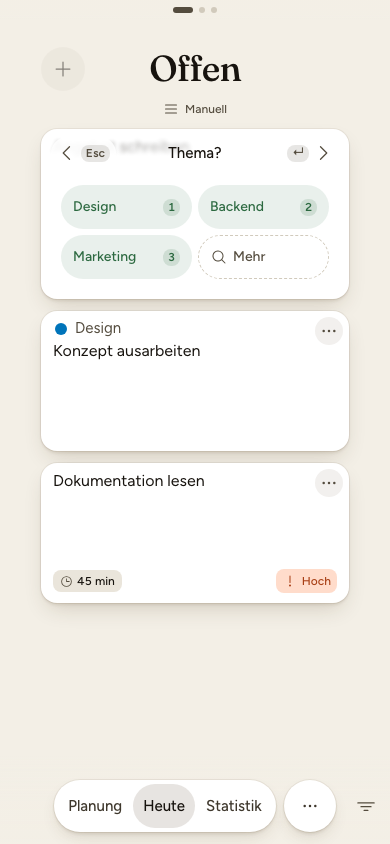 Offen
Manuell
Esc Thema?
Design 1
Backend 2
Marketing 3
Mehr
Design
Konzept ausarbeiten
Dokumentation lesen
45 min
Hoch
Planung Heute Statistik